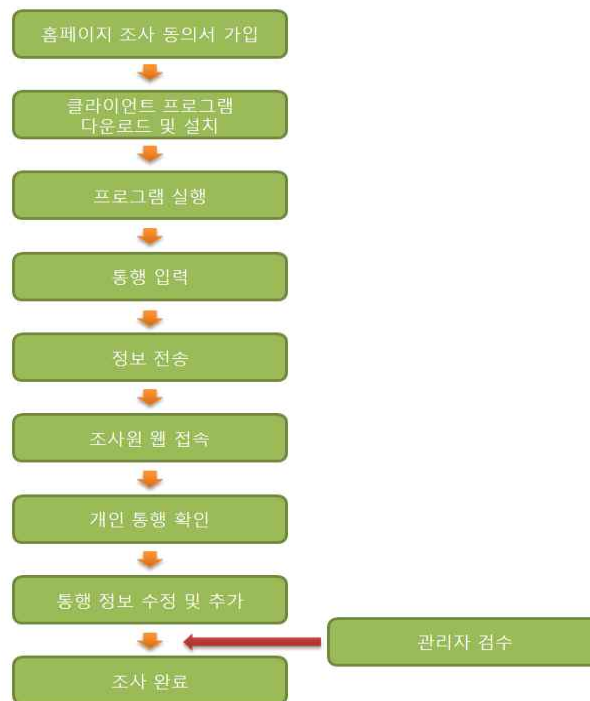 홈페이지 조사 동의서 가입
클라이언트 프로그램
다운로드 및 설치
프로그램 실행
통행 입력
정보 전송
조사원 웹 접속
개인 통행 확인
통행 정보 수정 및 추가
관리자 검수
조사 완료